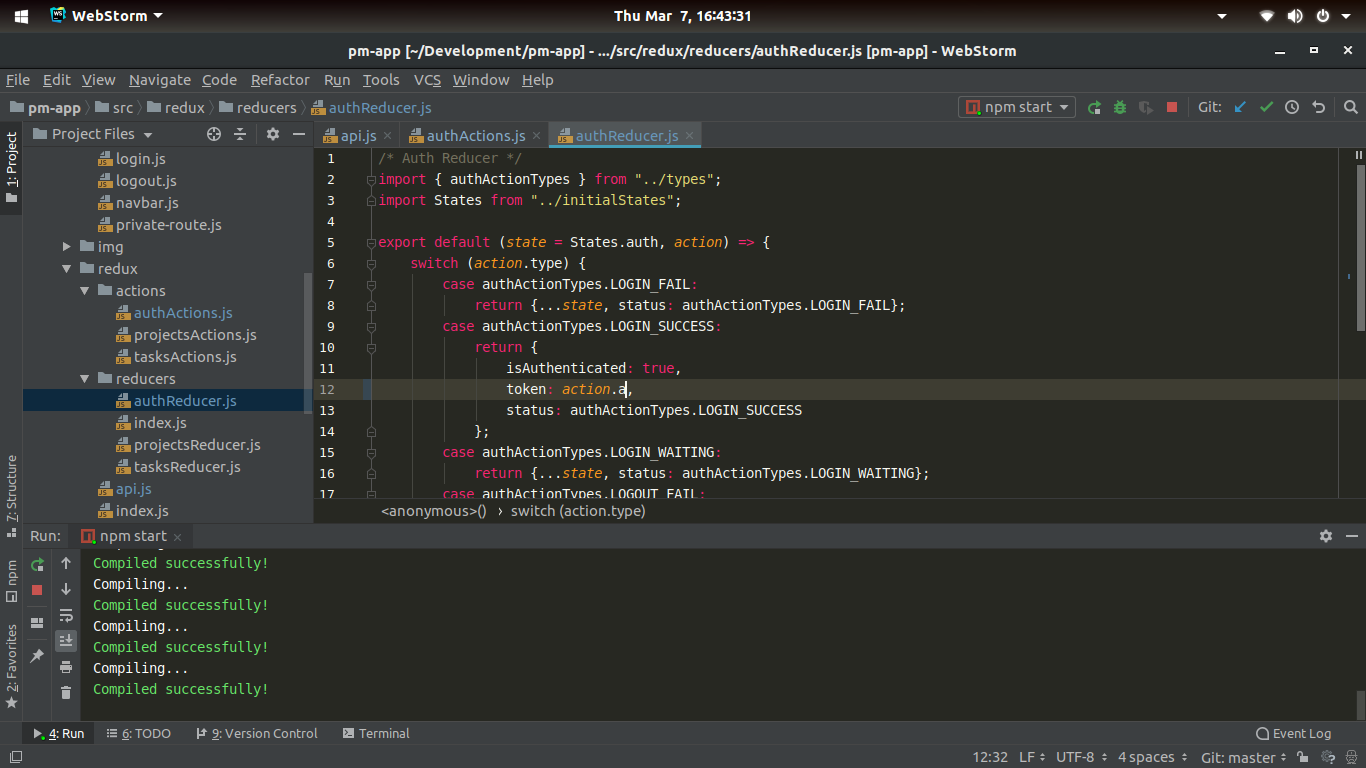 WebStorm
Thu Mar 7, 16:43:31
pm-app [~/Development/pm-app] - .../src/redux/reducers/authReducer.js [pm-app] - WebStorm
File Edit View Navigate Code Refactor Run Tools VCS Window Help
pm-app src redux reducers authReducer.js npm start Git:
1: Project
Project Files
login.js
logout.js
navbar.js
private-route.js
img
redux
actions
authActions.js
projectsActions.js
tasksActions.js
reducers
authReducer.js
index.js
projectsReducer.js
tasksReducer.js
api.js
index.js
api.js authActions.js authReducer.js
1 /* Auth Reducer */
2 import { authActionTypes } from "../types";
3 import States from "../initialStates";
4
5 export default (state = States.auth, action) => {
6 switch (action.type) {
7 case authActionTypes.LOGIN_FAIL:
8 return {...state, status: authActionTypes.LOGIN_FAIL};
9 case authActionTypes.LOGIN_SUCCESS:
10 return {
11 isAuthenticated: true,
12 token: action.a,
13 status: authActionTypes.LOGIN_SUCCESS
14 };
15 case authActionTypes.LOGIN_WAITING:
16 return {...state, status: authActionTypes.LOGIN_WAITING};
17 case authActionTypes.LOGOUT_FAIL:
<anonymous>() › switch (action.type)
7: Structure
npm
2: Favorites
Run: npm start
Compiled successfully!
Compiling...
Compiled successfully!
Compiling...
Compiled successfully!
Compiling...
Compiled successfully!
4: Run 6: TODO 9: Version Control Terminal Event Log
12:32 LF UTF-8 4 spaces Git: master